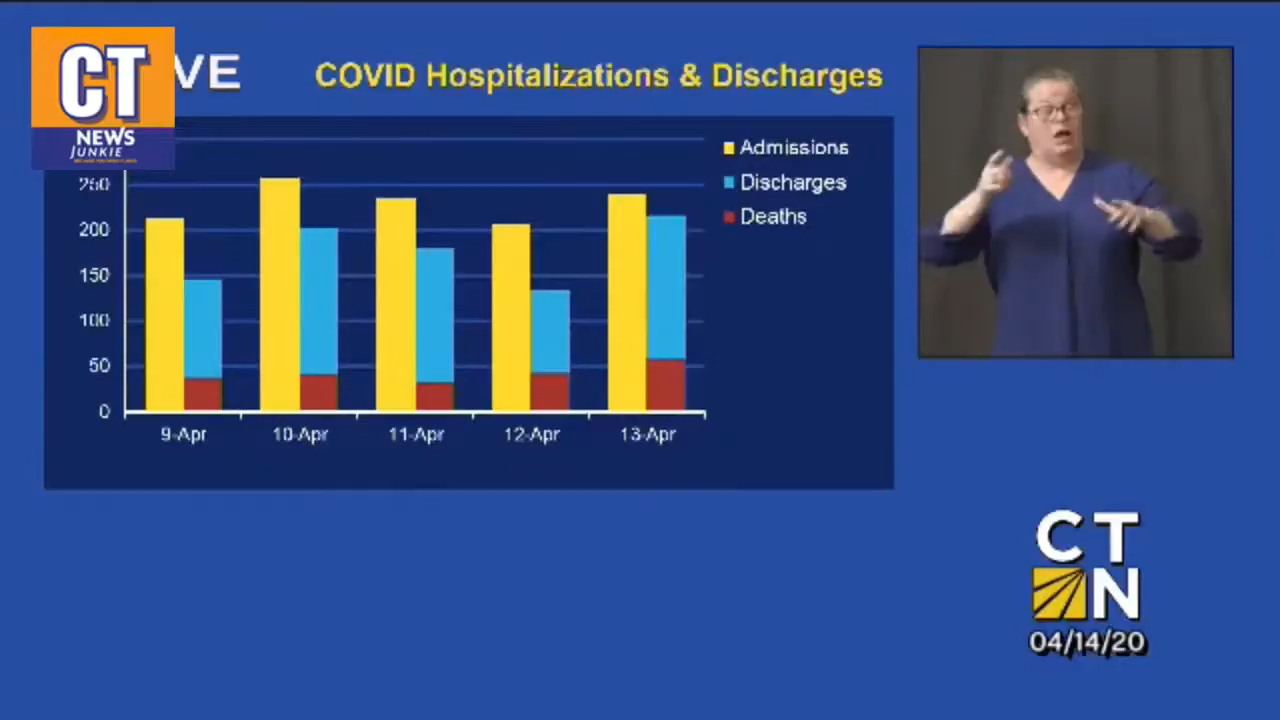 CT
NEWS
JUNKIE
VE
COVID Hospitalizations & Discharges
Admissions
Discharges
Deaths
250
200
150
100
50
0
9-Apr
10-Apr
11-Apr
12-Apr
13-Apr
CT
N
04/14/20